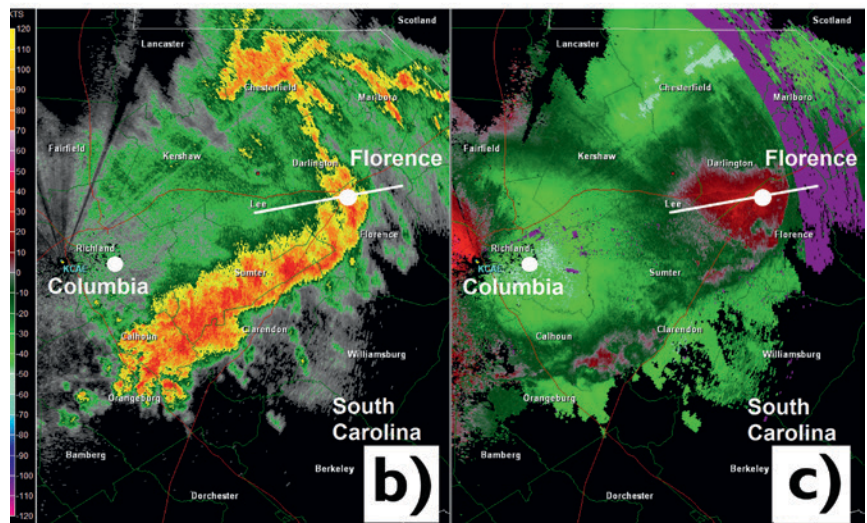 KTS
120
110
100
90
80
70
60
50
40
30
20
10
0
-10
-20
-30
-40
-50
-60
-70
-80
-90
-100
-110
-120
Scotland
Lancaster
Chesterfield
Marlboro
Fairfield
Kershaw
Darlington
Florence
Lee
Florence
Richland
KCAE
Columbia
Sumter
Calhoun
Clarendon
Williamsburg
Orangeburg
South
Carolina
Bamberg
Berkeley
Dorchester
b)
Scotland
Lancaster
Chesterfield
Marlboro
Fairfield
Kershaw
Darlington
Florence
Lee
Florence
Richland
KCAE
Columbia
Sumter
Calhoun
Clarendon
Williamsburg
Orangeburg
South
Carolina
Bamberg
Berkeley
Dorchester
c)